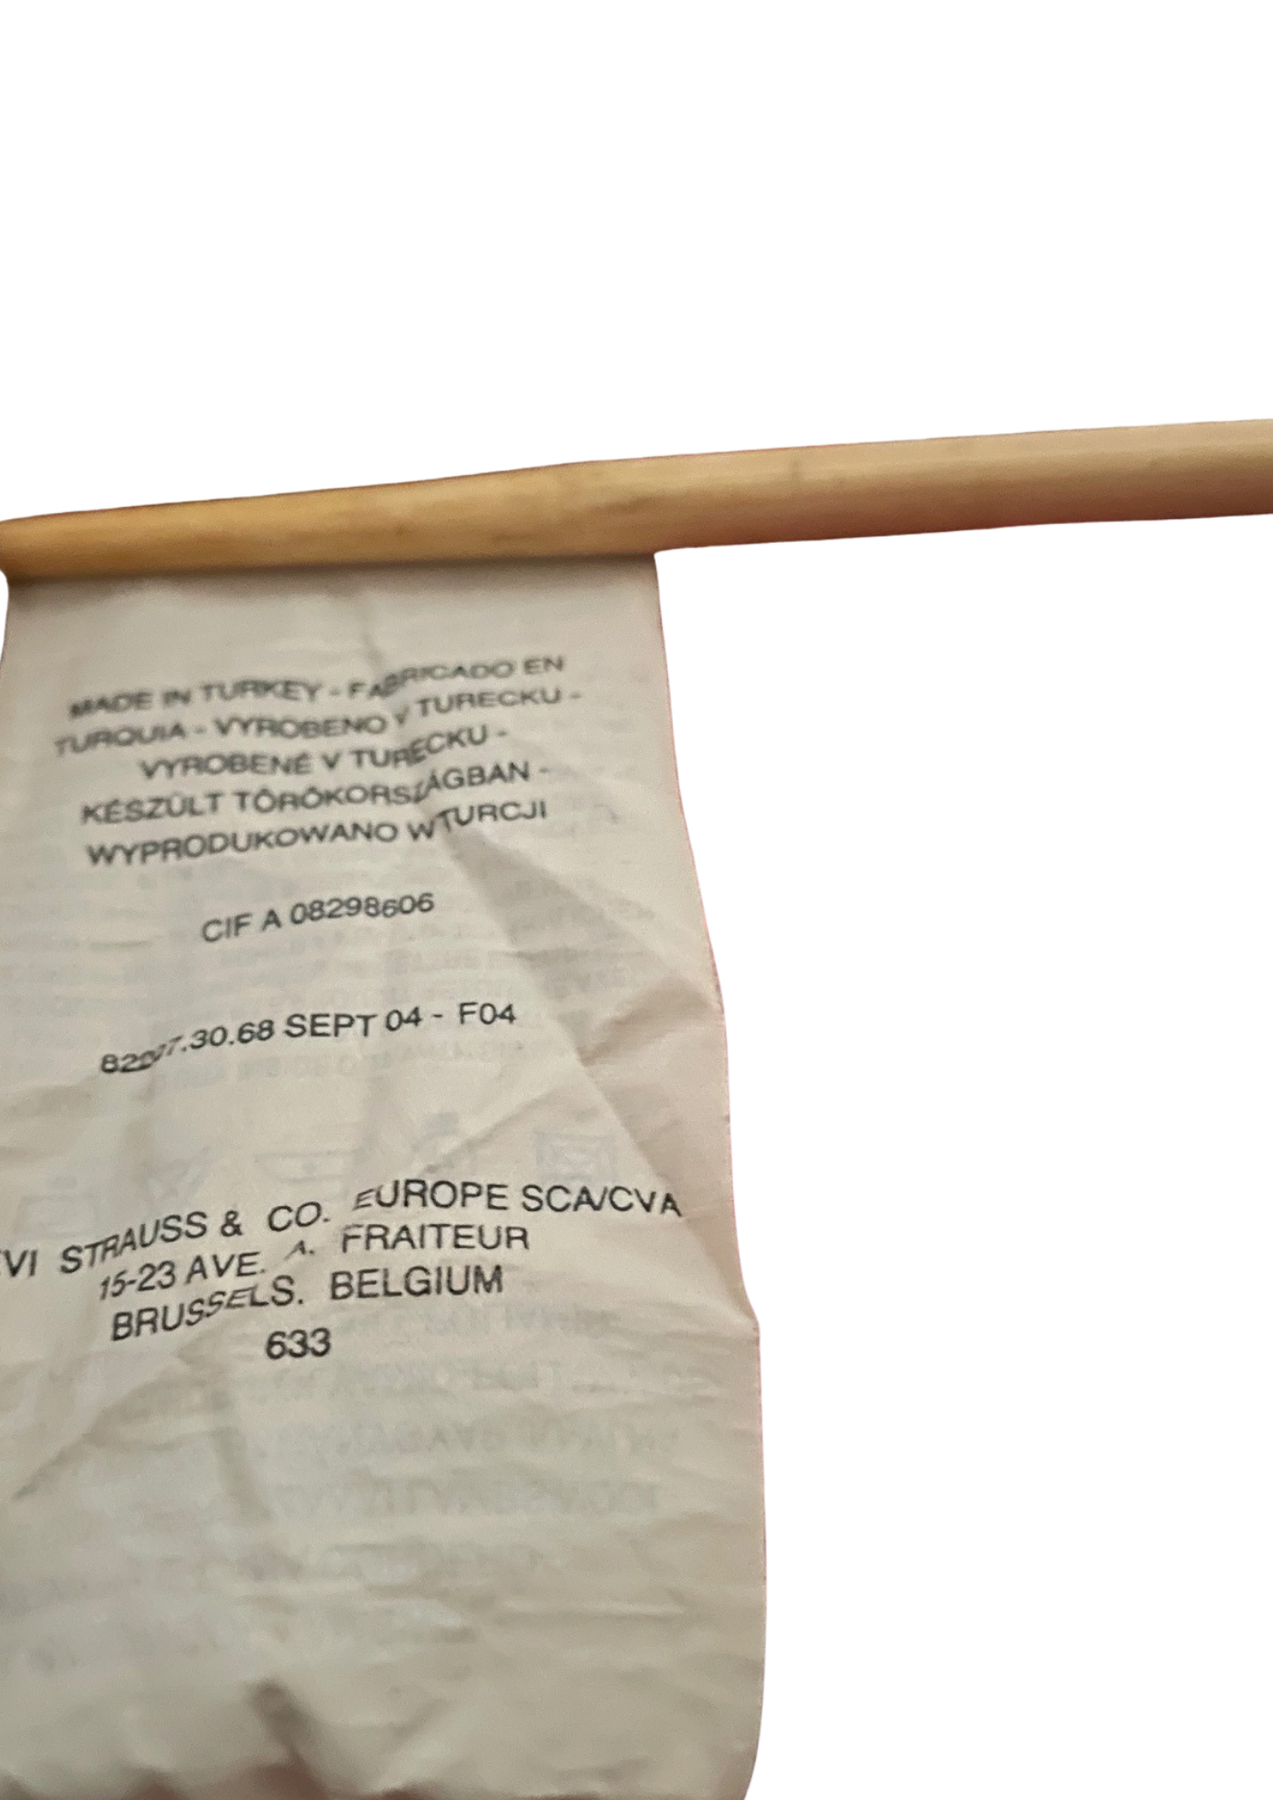 MADE IN TURKEY - FABRICADO EN
TURQUIA - VYROBENO V TURECKU -
VYROBENÉ V TURECKU -
KÉSZÜLT TÖRÖKORSZÁGBAN -
WYPRODUKOWANO W TURCJI
CIF A 08298606
.30.68 SEPT 04 - F04
VI STRAUSS & CO. EUROPE SCA/CVA
15-23 AVE. A. FRAITEUR
BRUSSELS. BELGIUM
633